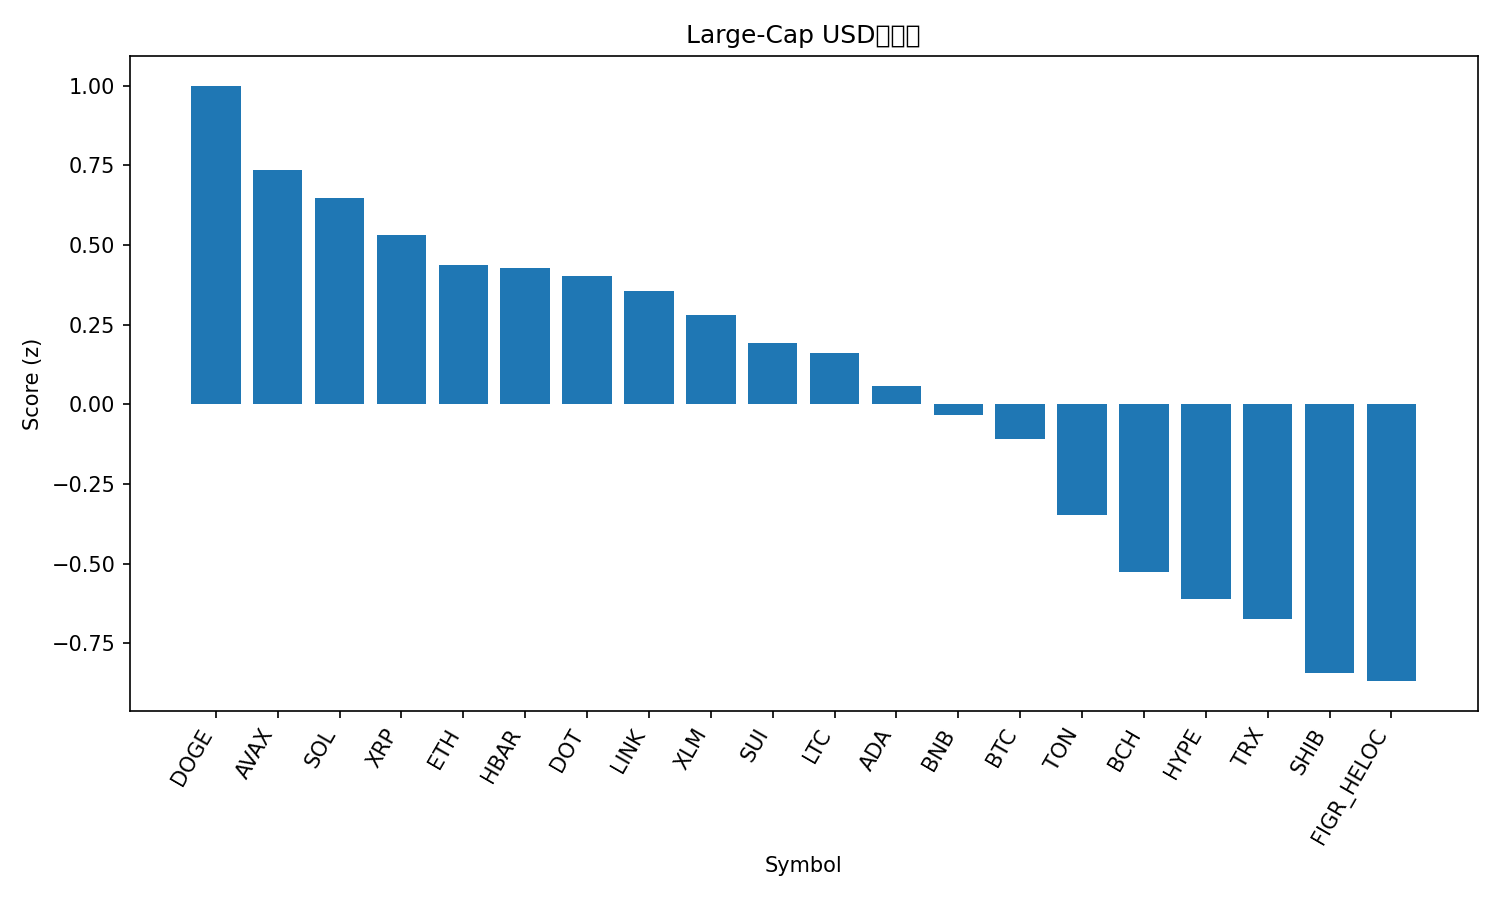 Large-Cap USD
Score (z)
1.00
0.75
0.50
0.25
0.00
−0.25
−0.50
−0.75
DOGE
AVAX
SOL
XRP
ETH
HBAR
DOT
LINK
XLM
SUI
LTC
ADA
BNB
BTC
TON
BCH
HYPE
TRX
SHIB
FIGR_HELOC
Symbol